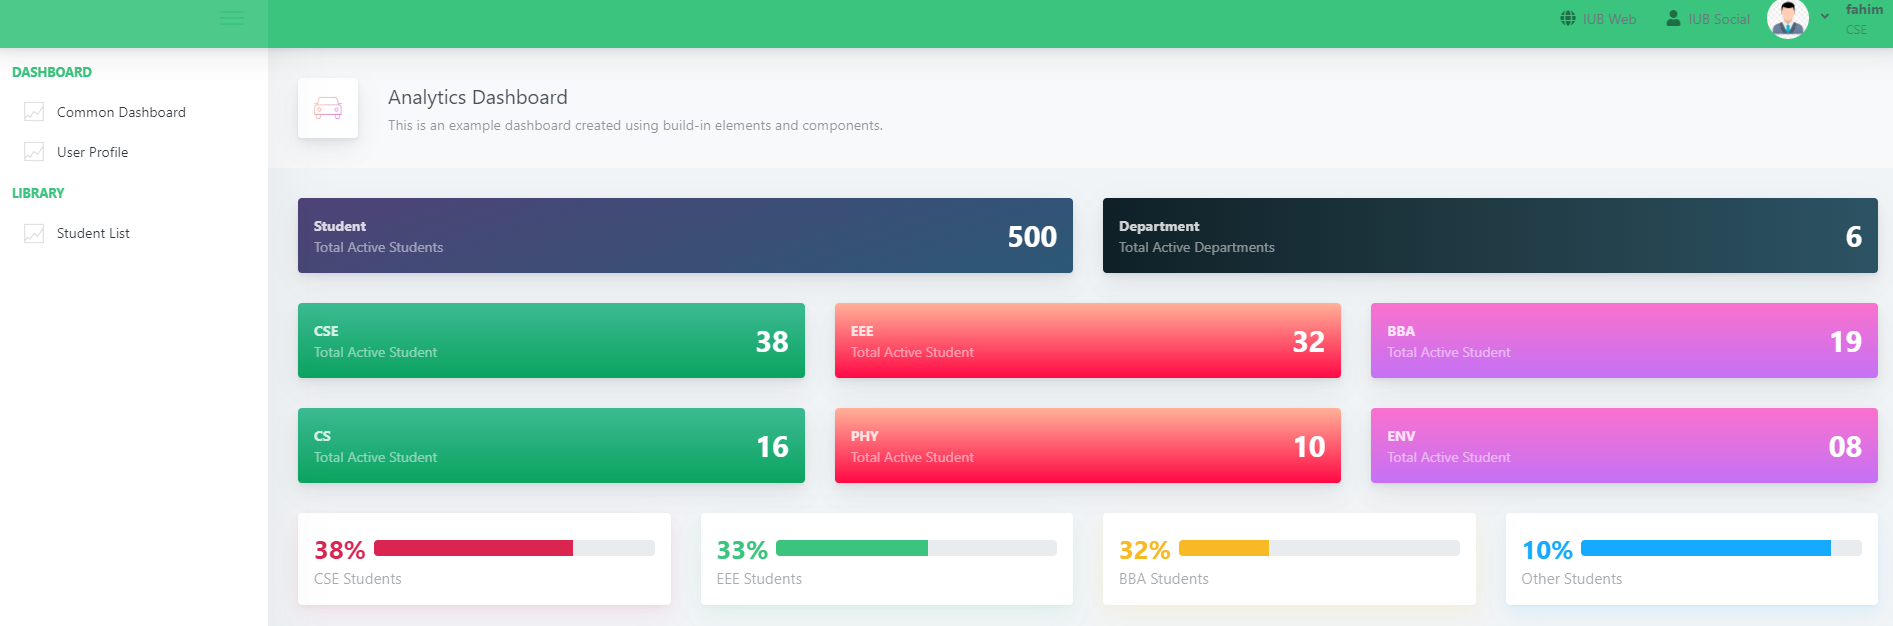 IUB Web
IUB Social
fahim
CSE
DASHBOARD
Common Dashboard
User Profile
LIBRARY
Student List
Analytics Dashboard
This is an example dashboard created using build-in elements and components.
Student
Total Active Students
500
Department
Total Active Departments
6
CSE
Total Active Student
38
EEE
Total Active Student
32
BBA
Total Active Student
19
CS
Total Active Student
16
PHY
Total Active Student
10
ENV
Total Active Student
08
38%
CSE Students
33%
EEE Students
32%
BBA Students
10%
Other Students